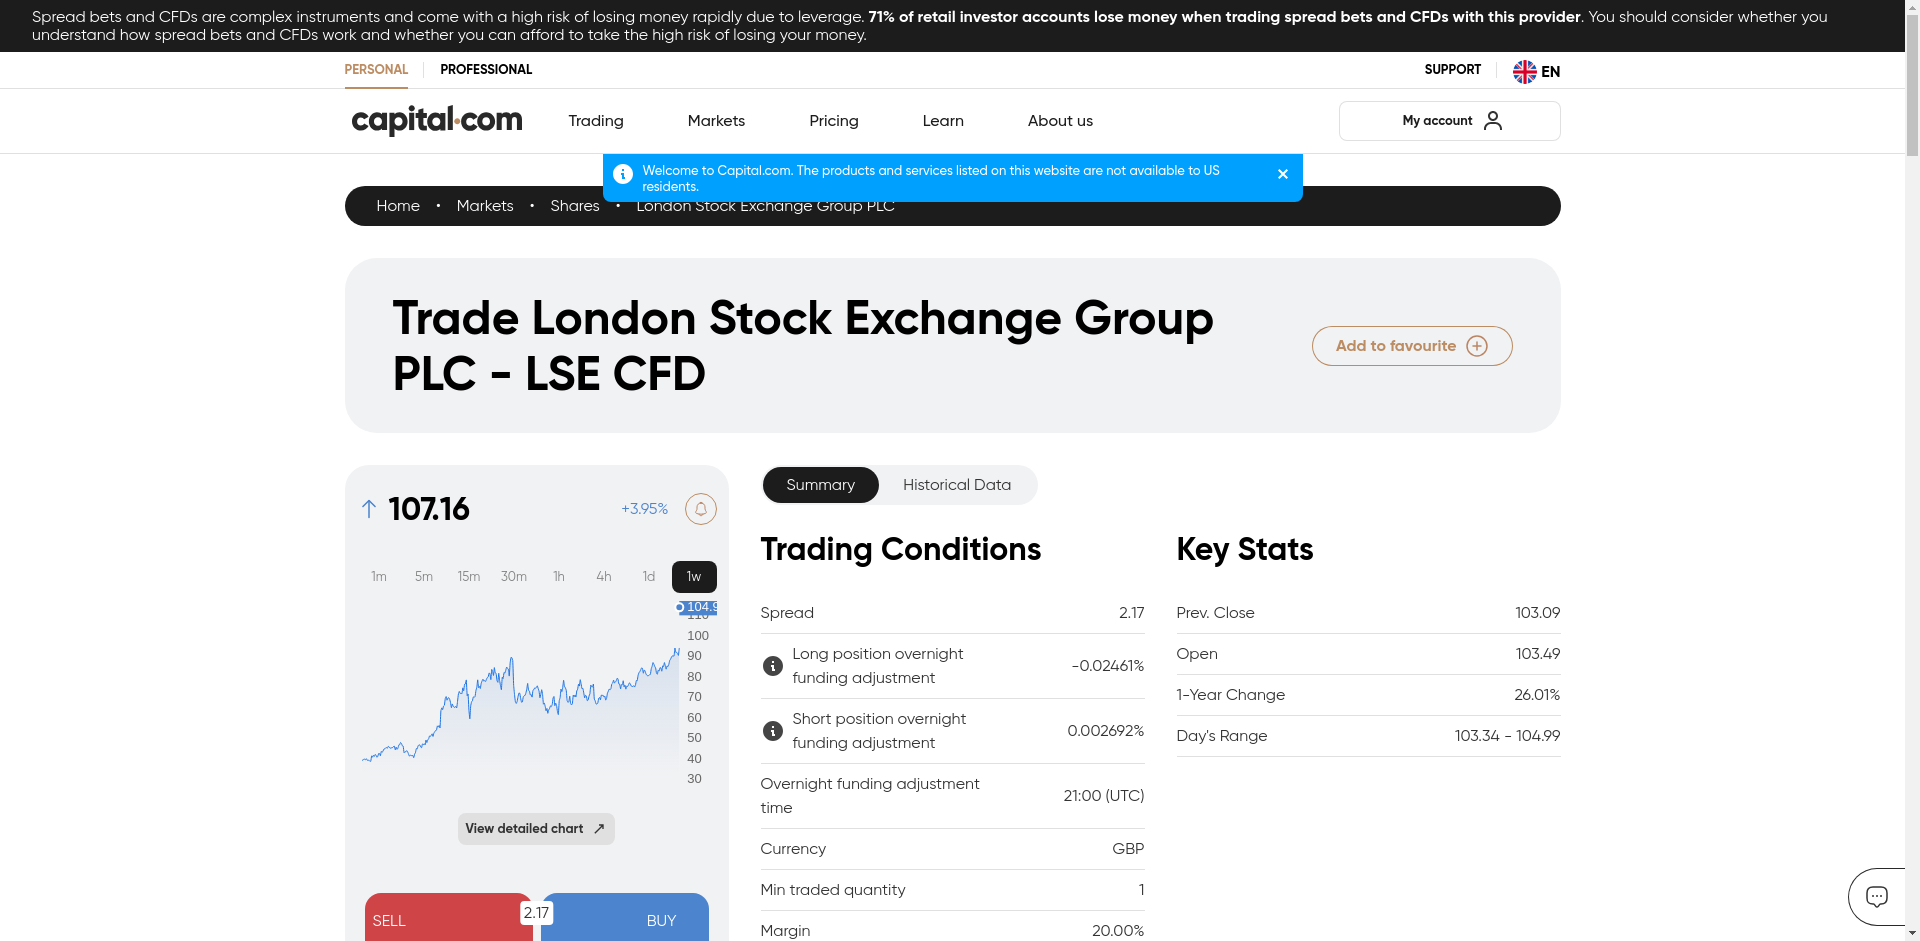 Spread bets and CFDs are complex instruments and come with a high risk of losing money rapidly due to leverage. 71% of retail investor accounts lose money when trading spread bets and CFDs with this provider. You should consider whether you
understand how spread bets and CFDs work and whether you can afford to take the high risk of losing your money.
PERSONAL PROFESSIONAL SUPPORT EN
capital.com Trading Markets Pricing Learn About us My account
Welcome to Capital.com. The products and services listed on this website are not available to US
residents.
Home • Markets • Shares • London Stock Exchange Group PLC
Trade London Stock Exchange Group
PLC - LSE CFD
Add to favourite
107.16 +3.95%
1m 5m 15m 30m 1h 4h 1d 1w
104.9
110
100
90
80
70
60
50
40
30
View detailed chart
SELL 2.17 BUY
Summary Historical Data
Trading Conditions
Spread 2.17
Long position overnight
funding adjustment -0.02461%
Short position overnight
funding adjustment 0.002692%
Overnight funding adjustment
time 21:00 (UTC)
Currency GBP
Min traded quantity 1
Margin 20.00%
Key Stats
Prev. Close 103.09
Open 103.49
1-Year Change 26.01%
Day's Range 103.34 - 104.99